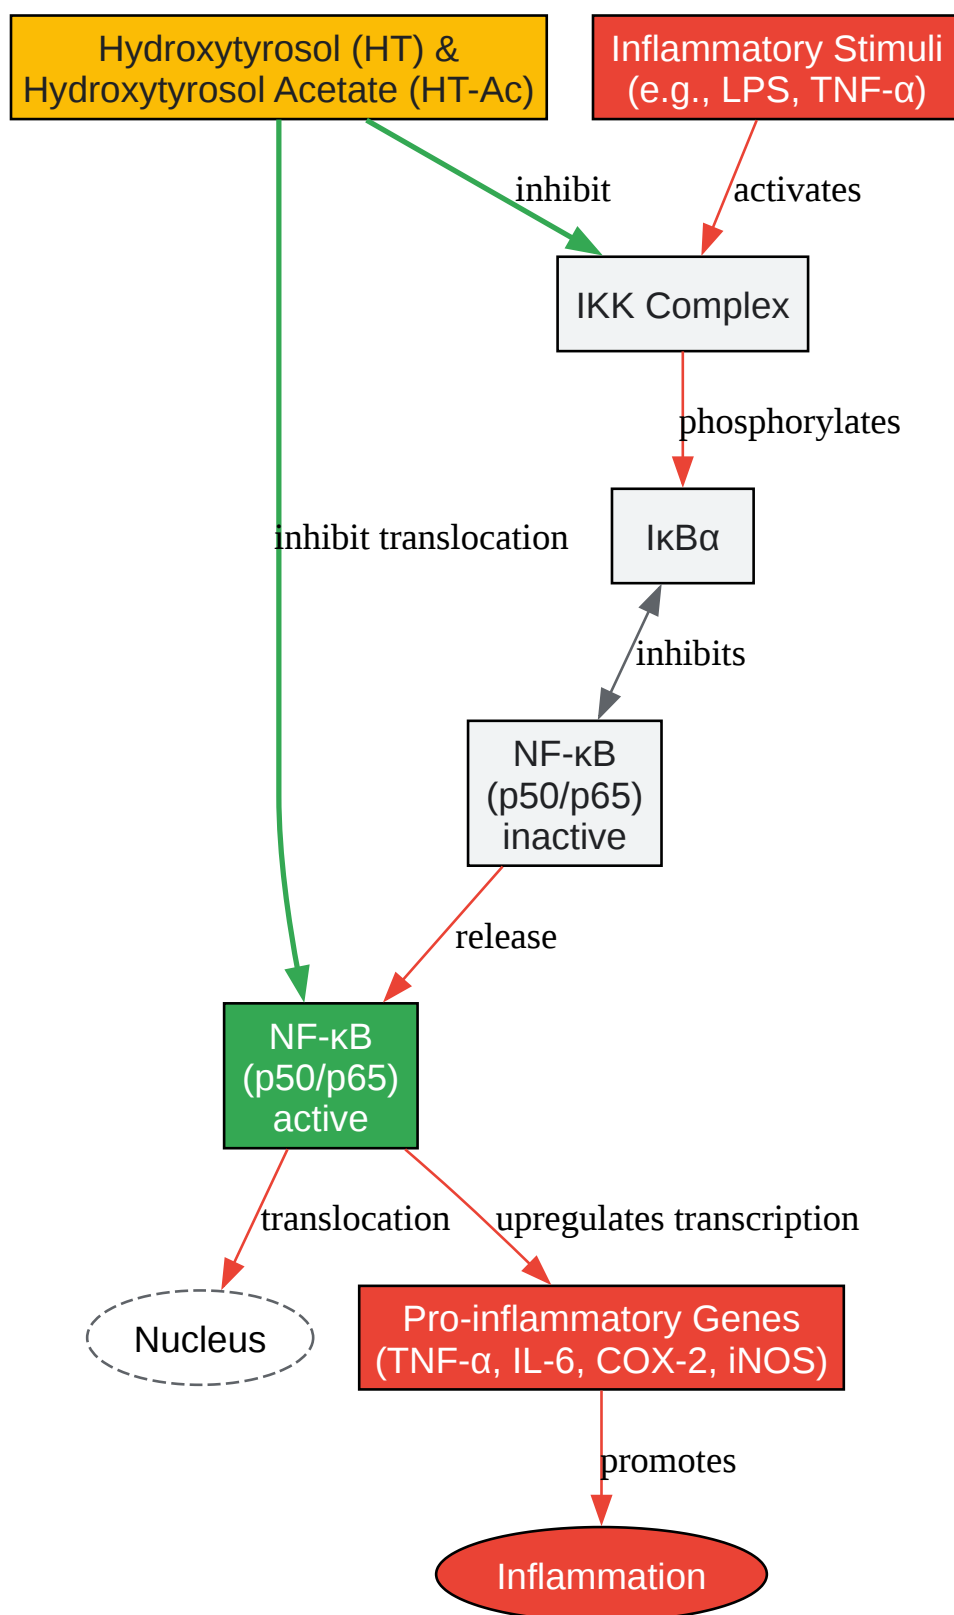 Hydroxytyrosol (HT) &
Hydroxytyrosol Acetate (HT-Ac)
Inflammatory Stimuli
(e.g., LPS, TNF-α)
inhibit
activates
IKK Complex
phosphorylates
inhibit translocation
IκBα
inhibits
NF-κB
(p50/p65)
inactive
release
NF-κB
(p50/p65)
active
translocation
upregulates transcription
Nucleus
Pro-inflammatory Genes
(TNF-α, IL-6, COX-2, iNOS)
promotes
Inflammation